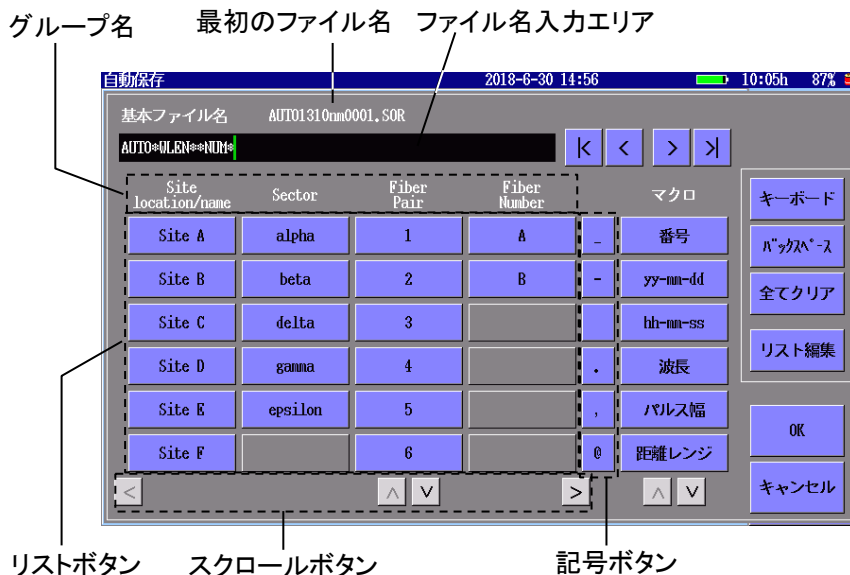 グループ名 最初のファイル名 ファイル名入力エリア
自動保存 2018-6-30 14:56 10:05h 87%
基本ファイル名 AUTO1310nm0001.SOR
AUTO*WLEN**NUM* |< < > >|
Site location/name Sector Fiber Pair Fiber Number マクロ キーボード
Site A alpha 1 A _ 番号 バックスペース
Site B beta 2 B - yy-mm-dd 全てクリア
Site C delta 3 hh-mm-ss リスト編集
Site D gamma 4 . 波長
Site E epsilon 5 , パルス幅 OK
Site F 6 @ 距離レンジ
< ∧ ∨ > ∧ ∨ キャンセル
リストボタン スクロールボタン 記号ボタン